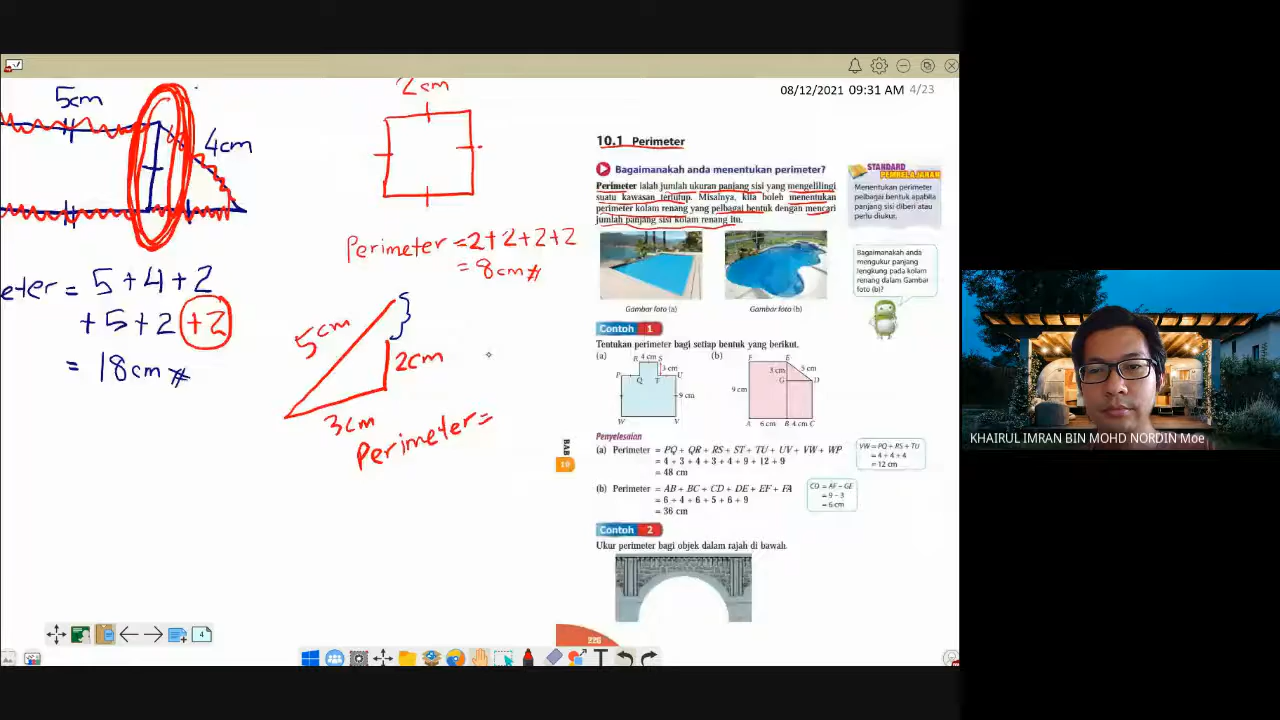 08/12/2021 09:31 AM 4/23
5cm
4cm
2cm
eter = 5+4+2
+5+2+2
= 18cm
Perimeter = 2+2+2+2
= 8cm
5cm
2cm
3cm
Perimeter =
10.1 Perimeter
Bagaimanakah anda menentukan perimeter?
Perimeter ialah jumlah ukuran panjang sisi yang mengelilingi
suatu kawasan tertutup. Misalnya, kita boleh menentukan
perimeter kolam renang yang pelbagai bentuk dengan mencari
jumlah panjang sisi kolam renang itu.
STANDARD
PEMBELAJARAN
Menentukan perimeter
pelbagai bentuk apabila
panjang sisi diberi atau
perlu diukur.
Gambar foto (a)
Gambar foto (b)
Bagaimanakah anda
mengukur panjang
lengkung pada kolam
renang dalam Gambar
foto (b)?
Contoh 1
Tentukan perimeter bagi setiap bentuk yang berikut.
(a)
R 4 cm S
3 cm
P Q T U
9 cm
W V
(b)
F E
3 cm 5 cm
G D
9 cm
A 6 cm B 4 cm C
Penyelesaian
(a) Perimeter = PQ + QR + RS + ST + TU + UV + VW + WP
= 4 + 3 + 4 + 3 + 4 + 9 + 12 + 9
= 48 cm
VW = PQ + RS + TU
= 4 + 4 + 4
= 12 cm
(b) Perimeter = AB + BC + CD + DE + EF + FA
= 6 + 4 + 6 + 5 + 6 + 9
= 36 cm
CD = AF − GE
= 9 − 3
= 6 cm
Contoh 2
Ukur perimeter bagi objek dalam rajah di bawah.
BAB
10
226
4
T
KHAIRUL IMRAN BIN MOHD NORDIN Moe